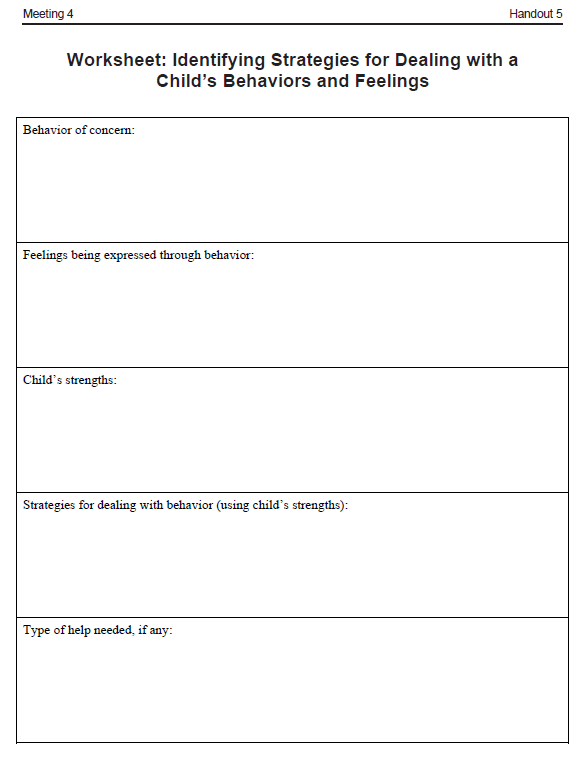 Meeting 4 Handout 5
Worksheet: Identifying Strategies for Dealing with a
Child’s Behaviors and Feelings
Behavior of concern:
Feelings being expressed through behavior:
Child’s strengths:
Strategies for dealing with behavior (using child’s strengths):
Type of help needed, if any: